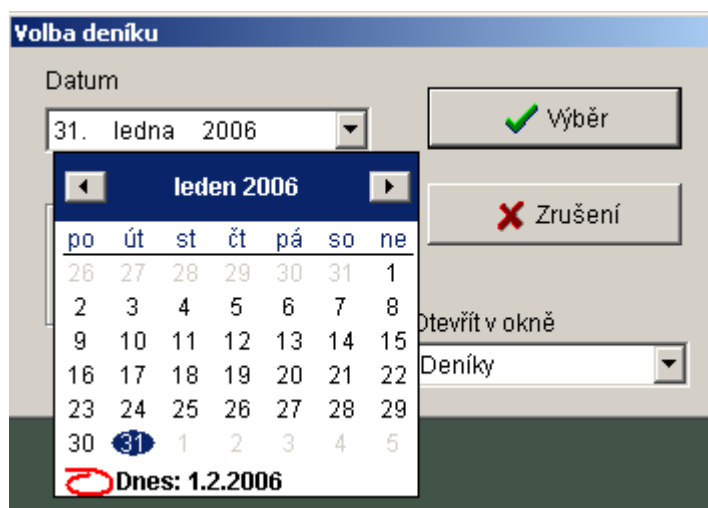 Volba deníku
Datum
31. ledna 2006
Výběr
Zrušení
leden 2006
po út st čt pá so ne
26 27 28 29 30 31 1
2 3 4 5 6 7 8
9 10 11 12 13 14 15
16 17 18 19 20 21 22
23 24 25 26 27 28 29
30 31 1 2 3 4 5
Dnes: 1.2.2006
Otevřít v okně
Deníky